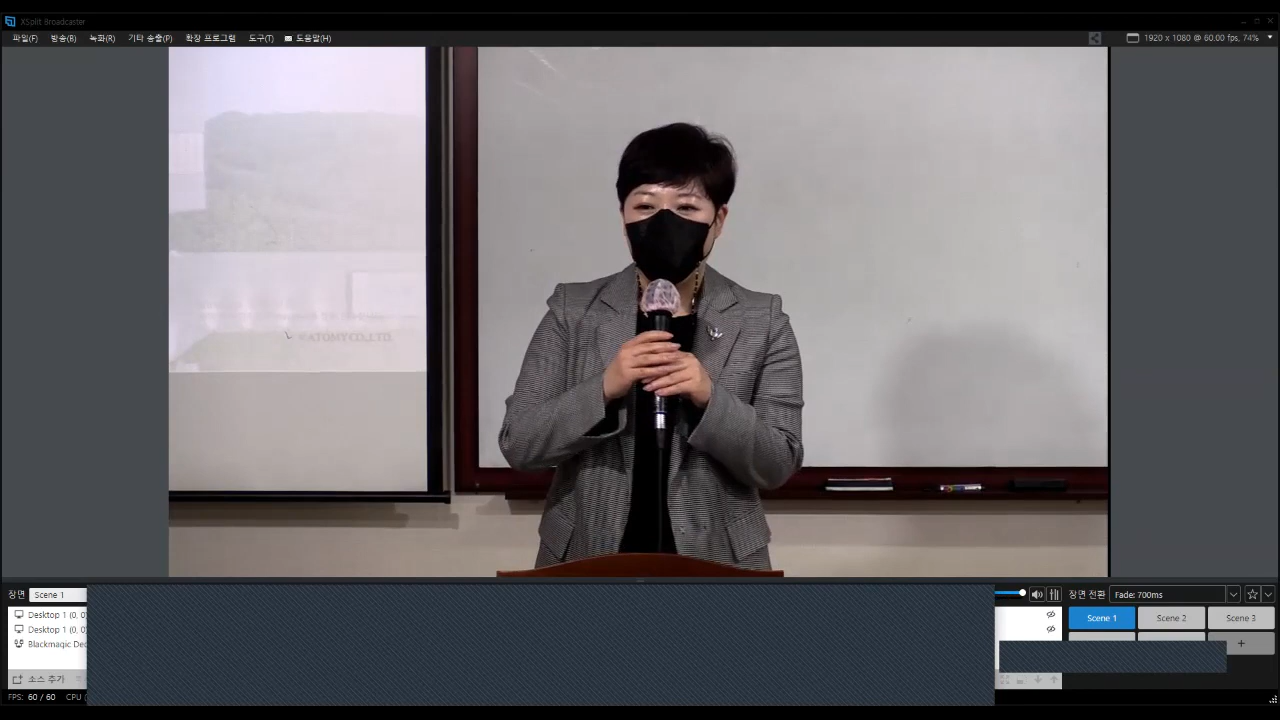 XSplit Broadcaster
파일(F) 방송(B) 녹화(R) 기타 송출(P) 확장 프로그램 도구(T) 도움말(H)
1920 x 1080 @ 60.00 fps, 74%
ATOMY CO., LTD.
장면 Scene 1
장면 전환 Fade: 700ms
Desktop 1 (0, 0)
Desktop 1 (0, 0)
Blackmagic
Scene 1 Scene 2 Scene 3
+
소스 추가
FPS: 60 / 60 CPU